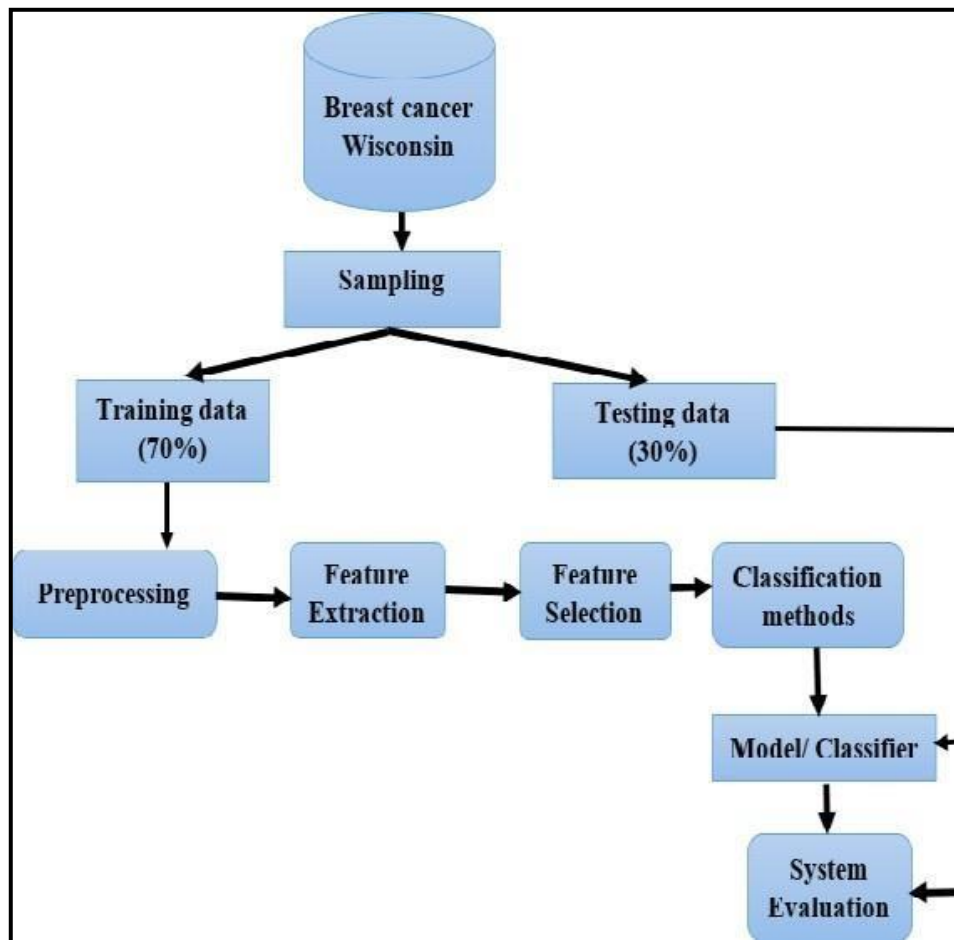 Breast cancer
Wisconsin
Sampling
Training data
(70%)
Testing data
(30%)
Preprocessing
Feature
Extraction
Feature
Selection
Classification
methods
Model/ Classifier
System
Evaluation